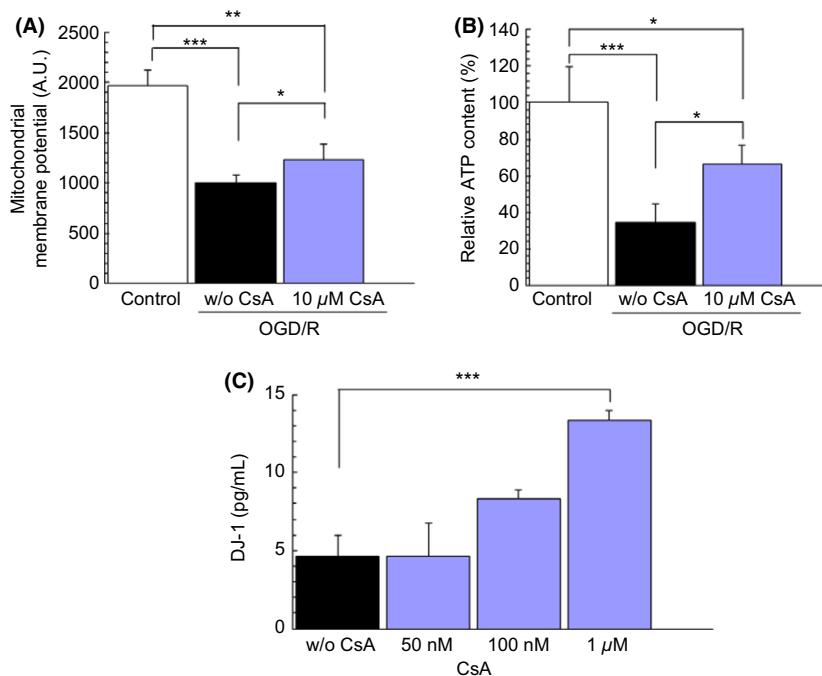 (A)
Mitochondrial
membrane potential (A.U.)
2500
2000
1500
1000
500
0
**
***
*
Control
w/o CsA
10 µM CsA
OGD/R
(B)
Relative ATP content (%)
140
120
100
80
60
40
20
0
*
***
*
Control
w/o CsA
10 µM CsA
OGD/R
(C)
DJ-1 (pg/mL)
15
10
5
0
***
w/o CsA
50 nM
100 nM
1 µM
CsA